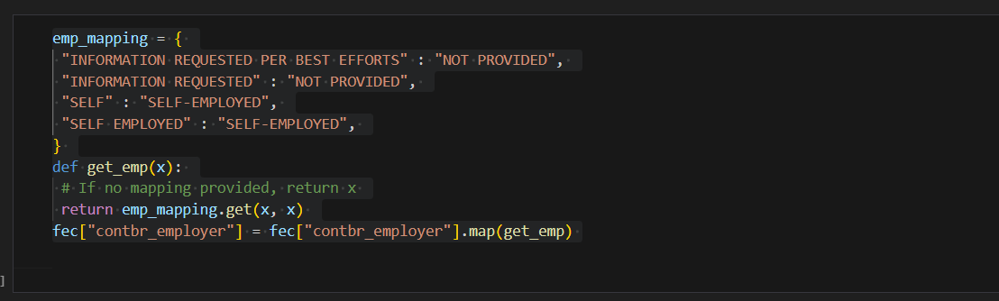 emp_mapping = {
 "INFORMATION REQUESTED PER BEST EFFORTS" : "NOT PROVIDED",
 "INFORMATION REQUESTED" : "NOT PROVIDED",
 "SELF" : "SELF-EMPLOYED",
 "SELF EMPLOYED" : "SELF-EMPLOYED",
}
def get_emp(x):
 # If no mapping provided, return x
 return emp_mapping.get(x, x)
fec["contbr_employer"] = fec["contbr_employer"].map(get_emp)
]